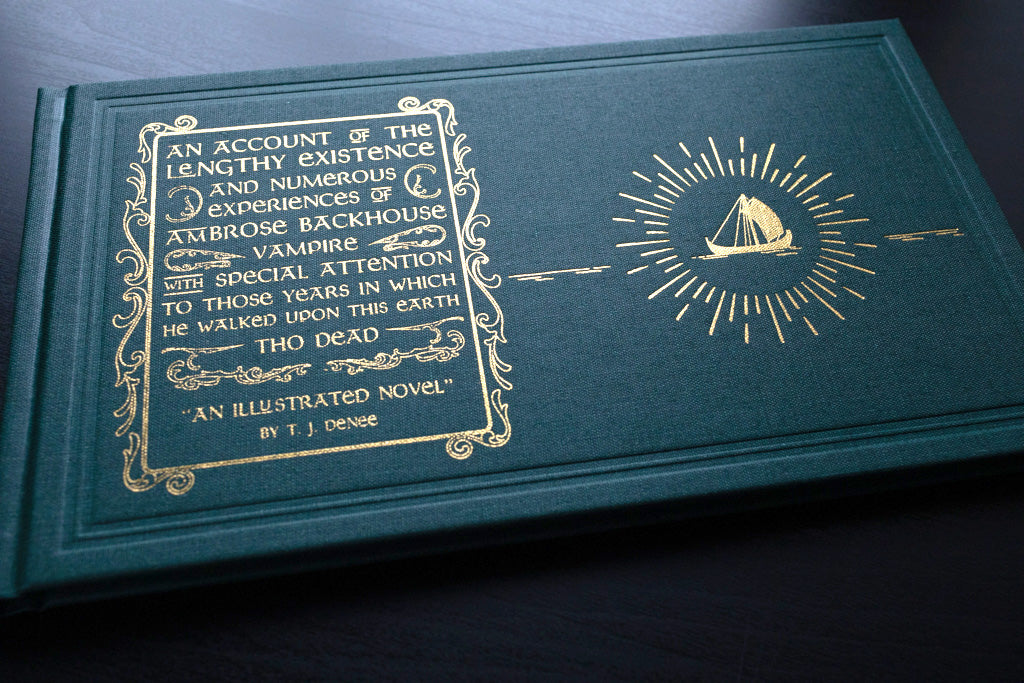 AN ACCOUNT OF THE
LENGTHY EXISTENCE
AND NUMEROUS
EXPERIENCES OF
AMBROSE BACKHOUSE
VAMPIRE
WITH SPECIAL ATTENTION
TO THOSE YEARS IN WHICH
HE WALKED UPON THIS EARTH
THO DEAD
"AN ILLUSTRATED NOVEL"
BY T. J. DENEE